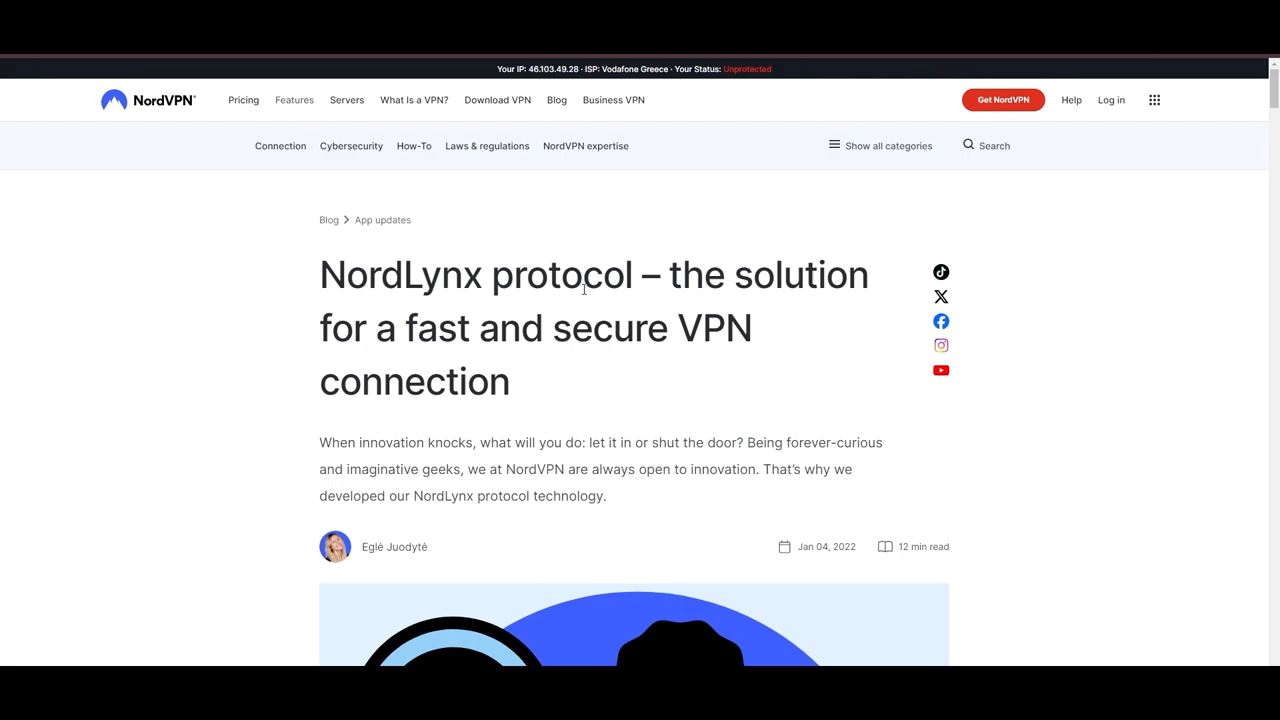 Your IP: 46.103.49.28 · ISP: Vodafone Greece · Your Status: Unprotected
NordVPN® Pricing Features Servers What Is a VPN? Download VPN Blog Business VPN Get NordVPN Help Log in
Connection Cybersecurity How-To Laws & regulations NordVPN expertise Show all categories Search
Blog > App updates
NordLynx protocol – the solution
for a fast and secure VPN
connection
When innovation knocks, what will you do: let it in or shut the door? Being forever-curious
and imaginative geeks, we at NordVPN are always open to innovation. That’s why we
developed our NordLynx protocol technology.
Eglė Juodytė Jan 04, 2022 12 min read